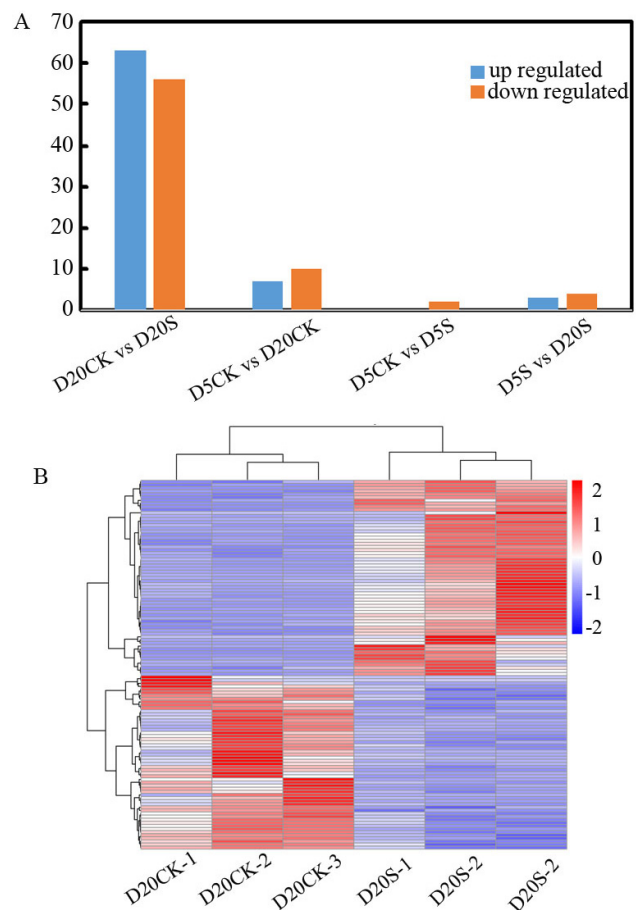 A
70
60
50
40
30
20
10
0
up regulated
down regulated
D20CK vs D20S
D5CK vs D20CK
D5CK vs D5S
D5S vs D20S
B
2
1
0
-1
-2
D20CK-1
D20CK-2
D20CK-3
D20S-1
D20S-2
D20S-2